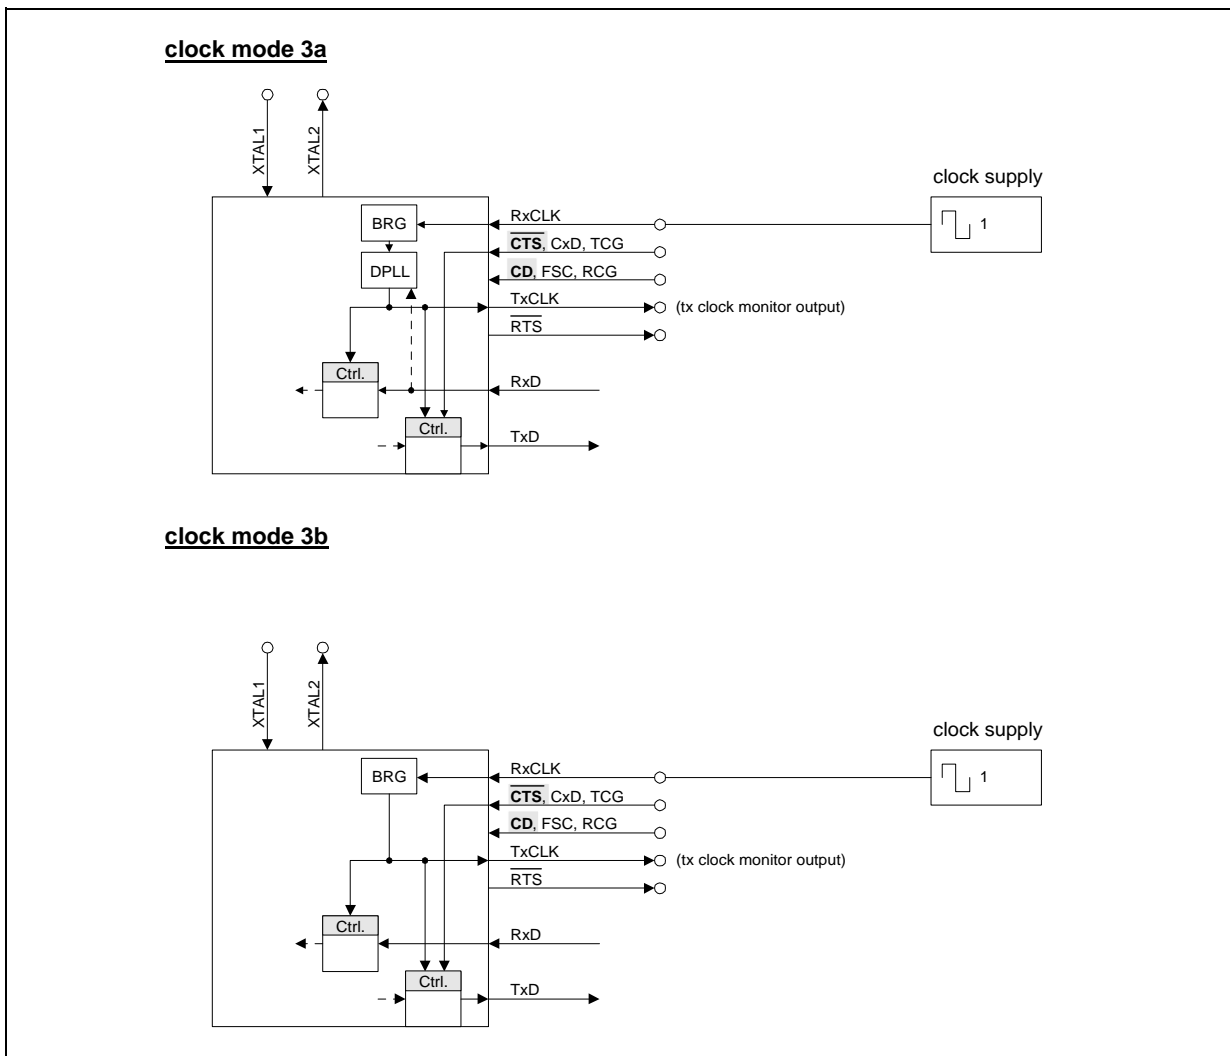 clock mode 3a
XTAL1
XTAL2
clock supply
BRG
RxCLK
1
CTS, CxD, TCG
DPLL
CD, FSC, RCG
TxCLK
(tx clock monitor output)
RTS
Ctrl.
RxD
Ctrl.
TxD
clock mode 3b
XTAL1
XTAL2
clock supply
BRG
RxCLK
1
CTS, CxD, TCG
CD, FSC, RCG
TxCLK
(tx clock monitor output)
RTS
Ctrl.
RxD
Ctrl.
TxD